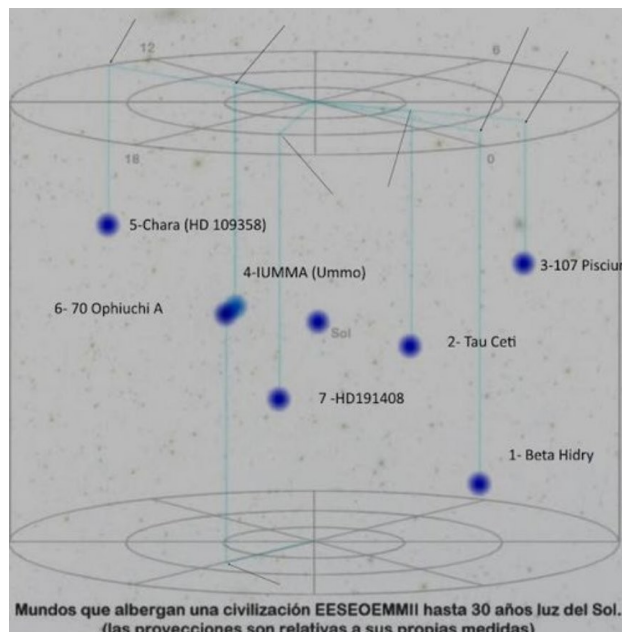 12
6
18
0
5-Chara (HD 109358)
3-107 Pisciur
4-IUMMA (Ummo)
6- 70 Ophiuchi A
Sol
2- Tau Ceti
7 -HD191408
1- Beta Hidry
Mundos que albergan una civilización EESEOEMMII hasta 30 años luz del Sol.
(las proyecciones son relativas a sus propias medidas)